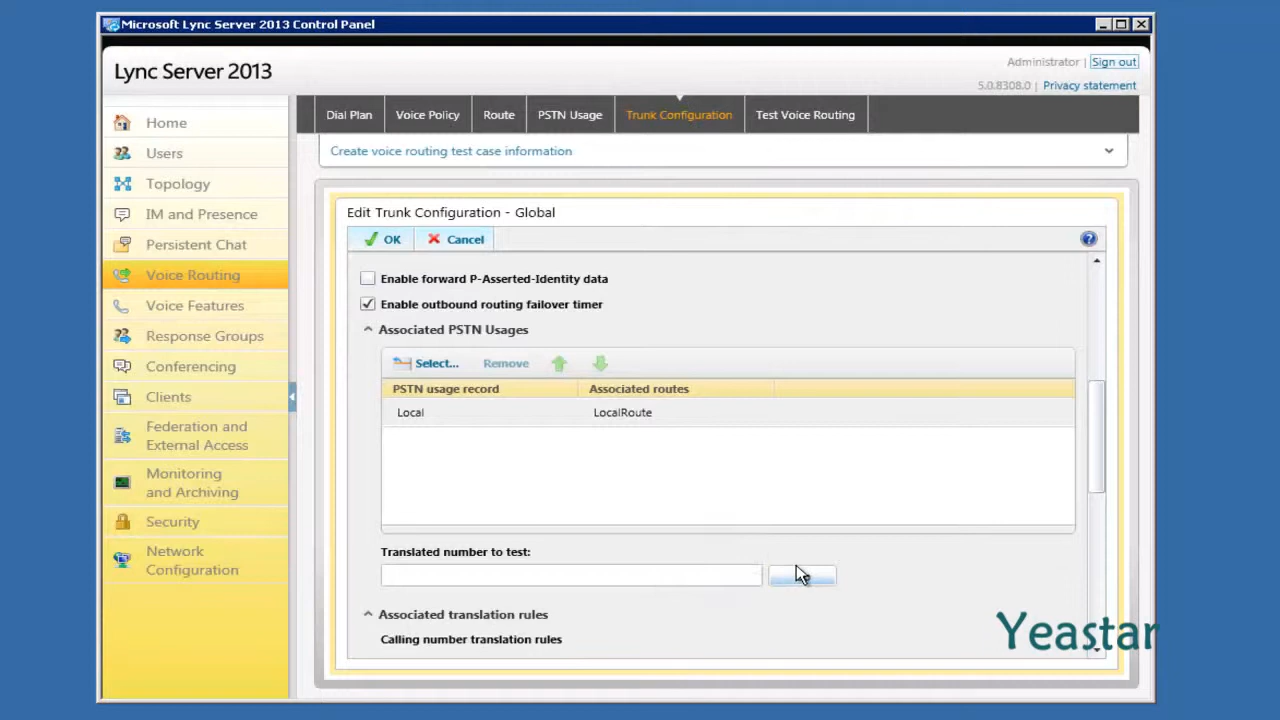 Microsoft Lync Server 2013 Control Panel
Lync Server 2013
Administrator | Sign out
5.0.8308.0 | Privacy statement
Home
Users
Topology
IM and Presence
Persistent Chat
Voice Routing
Voice Features
Response Groups
Conferencing
Clients
Federation and
External Access
Monitoring
and Archiving
Security
Network
Configuration
Dial Plan Voice Policy Route PSTN Usage Trunk Configuration Test Voice Routing
Create voice routing test case information
Edit Trunk Configuration - Global
OK Cancel
Enable forward P-Asserted-Identity data
Enable outbound routing failover timer
Associated PSTN Usages
Select... Remove
PSTN usage record Associated routes
Local LocalRoute
Translated number to test:
Associated translation rules
Calling number translation rules
Yeastar